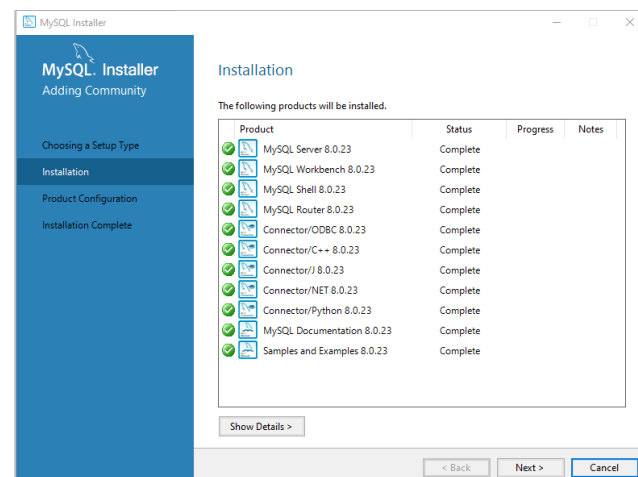 MySQL Installer
MySQL. Installer
Adding Community
Choosing a Setup Type
Installation
Product Configuration
Installation Complete
Installation
The following products will be installed.
Product Status Progress Notes
MySQL Server 8.0.23 Complete
MySQL Workbench 8.0.23 Complete
MySQL Shell 8.0.23 Complete
MySQL Router 8.0.23 Complete
Connector/ODBC 8.0.23 Complete
Connector/C++ 8.0.23 Complete
Connector/J 8.0.23 Complete
Connector/NET 8.0.23 Complete
Connector/Python 8.0.23 Complete
MySQL Documentation 8.0.23 Complete
Samples and Examples 8.0.23 Complete
Show Details >
< Back Next > Cancel